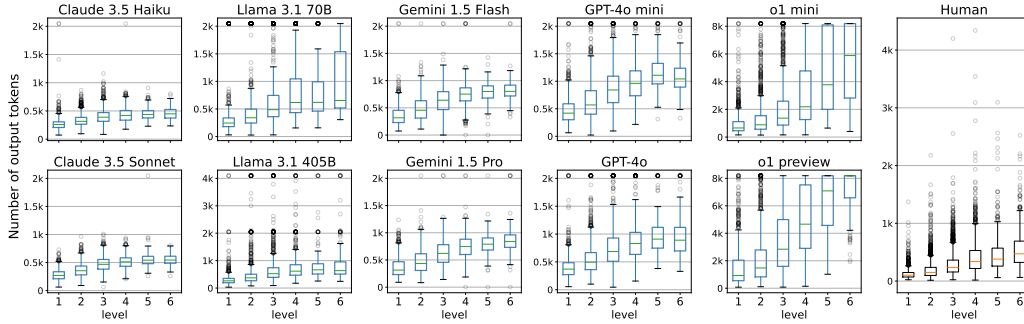 Claude 3.5 Haiku
2k
1.5k
1k
0.5k
0
Llama 3.1 70B
2k
1.5k
1k
0.5k
0
Gemini 1.5 Flash
2k
1.5k
1k
0.5k
0
GPT-4o mini
2k
1.5k
1k
0.5k
0
o1 mini
8k
6k
4k
2k
0
Human
4k
3k
2k
1k
0
1 2 3 4 5 6
level
Number of output tokens
Claude 3.5 Sonnet
2k
1.5k
1k
0.5k
0
1 2 3 4 5 6
level
Llama 3.1 405B
4k
3k
2k
1k
0
1 2 3 4 5 6
level
Gemini 1.5 Pro
2k
1.5k
1k
0.5k
0
1 2 3 4 5 6
level
GPT-4o
2k
1.5k
1k
0.5k
0
1 2 3 4 5 6
level
o1 preview
8k
6k
4k
2k
0
1 2 3 4 5 6
level